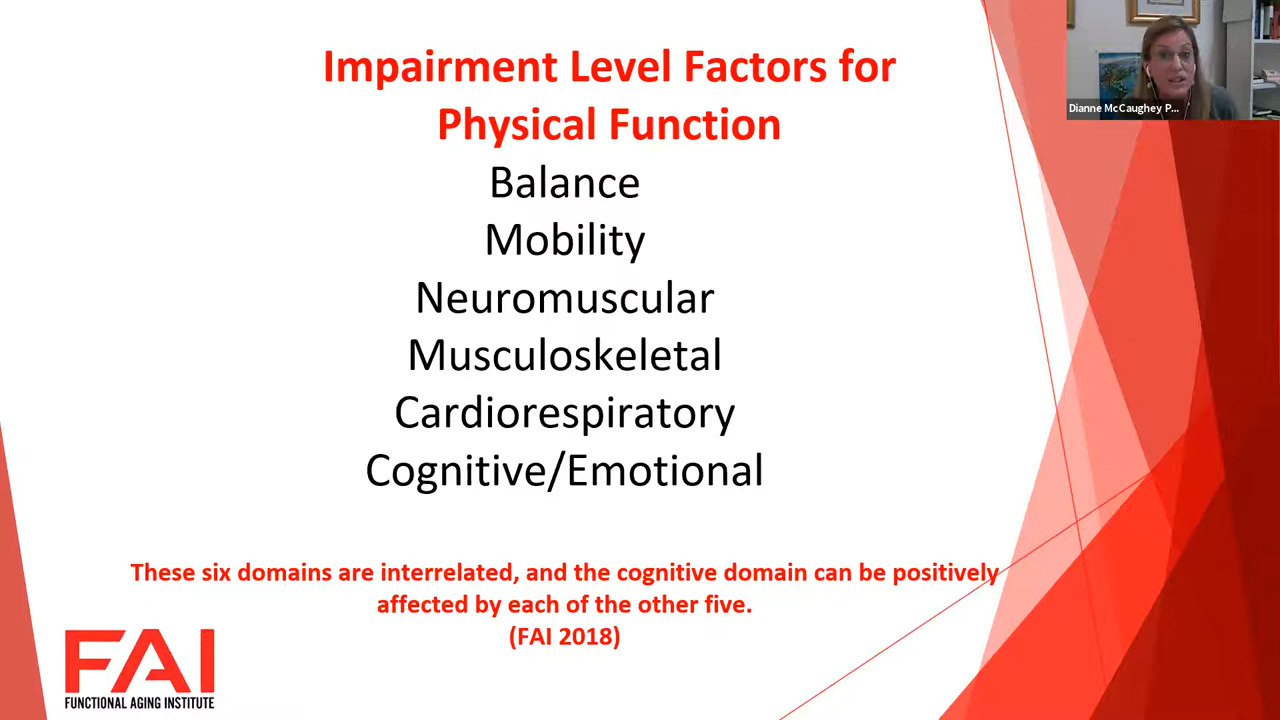 Impairment Level Factors for
Physical Function
Balance
Mobility
Neuromuscular
Musculoskeletal
Cardiorespiratory
Cognitive/Emotional
These six domains are interrelated, and the cognitive domain can be positively
affected by each of the other five.
(FAI 2018)
FAI
FUNCTIONAL AGING INSTITUTE
Dianne McCaughey P...